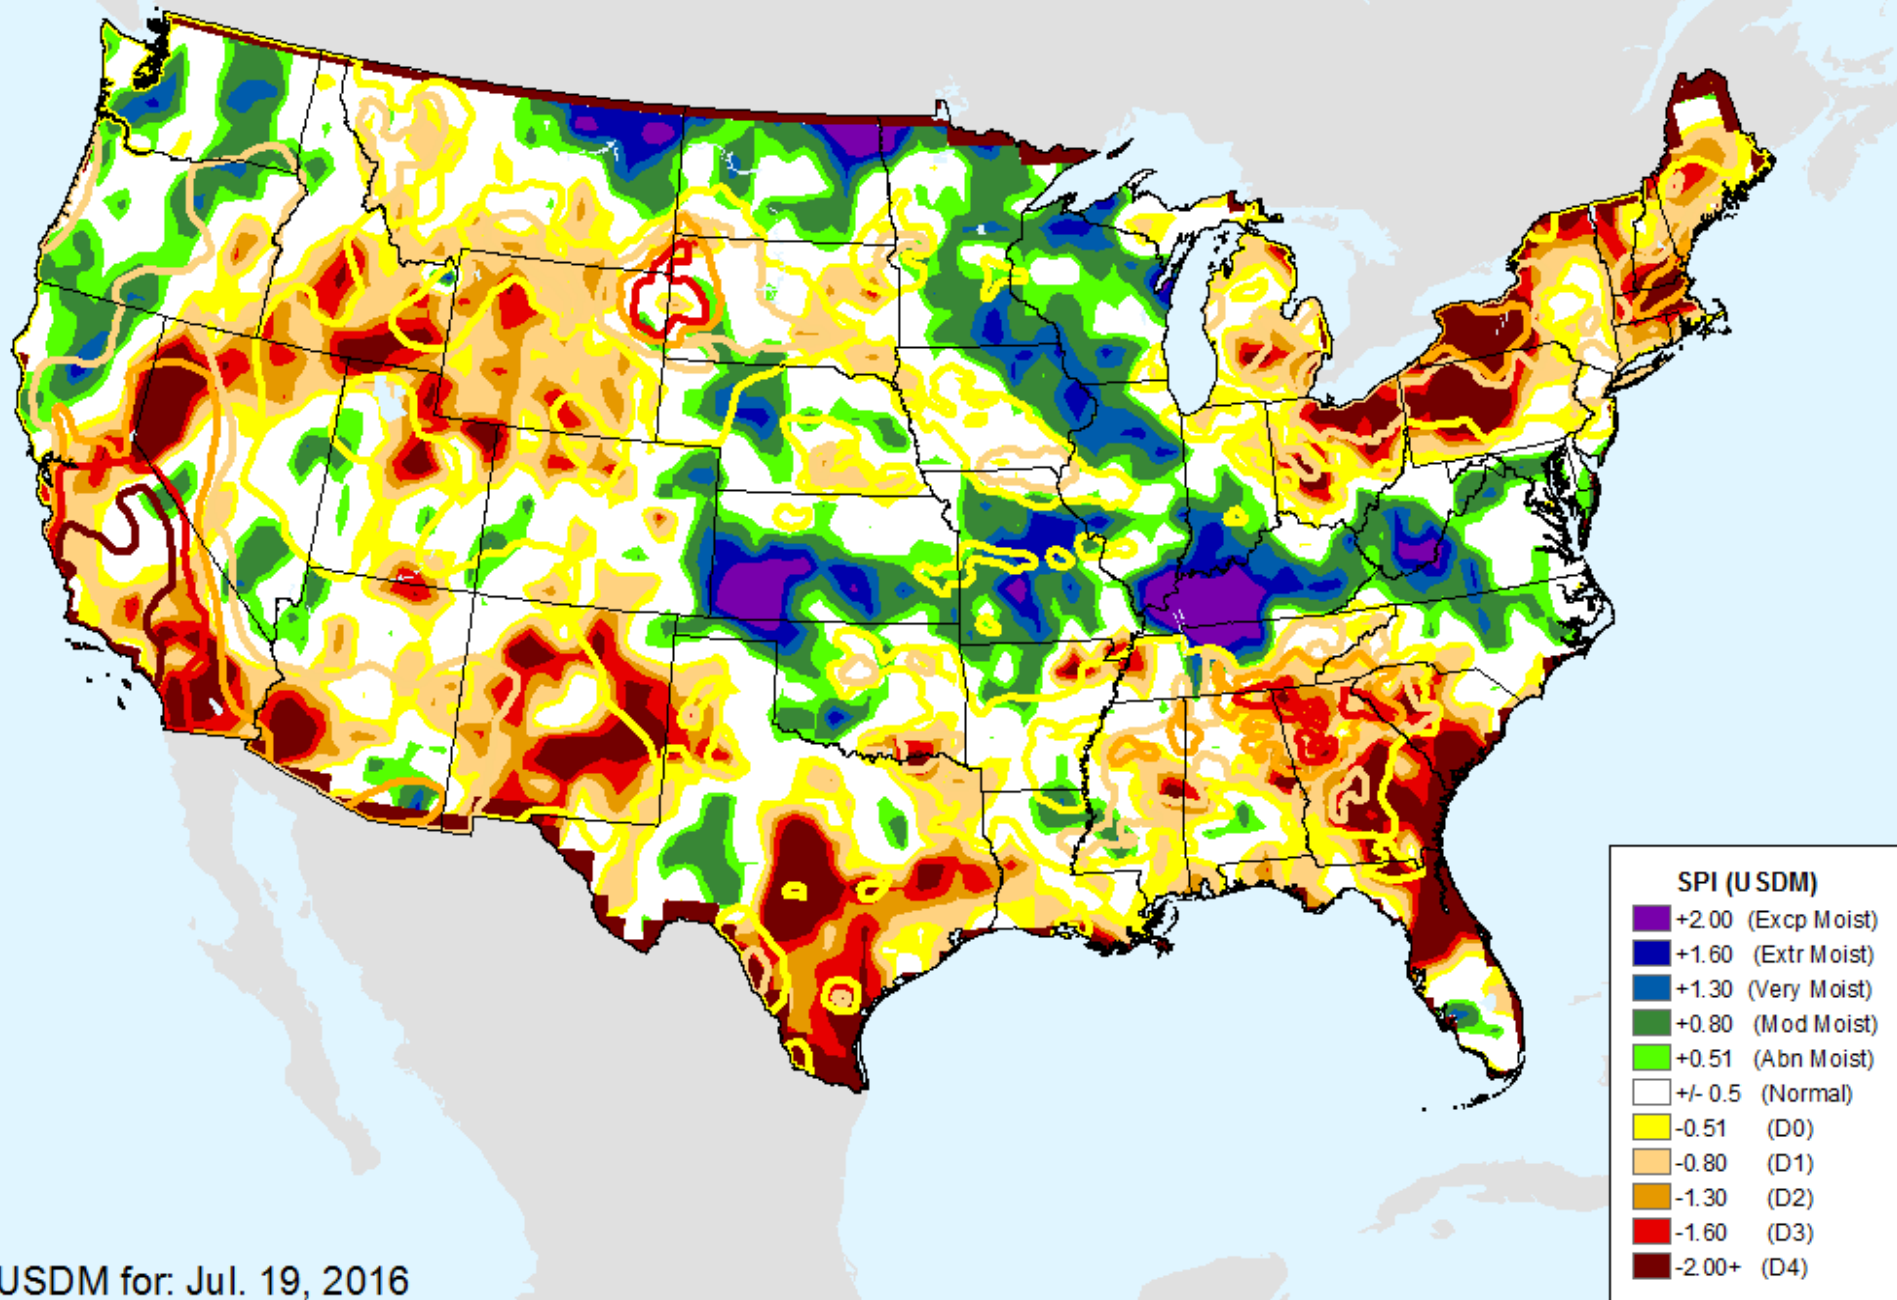 SPI (USDM)
+2.00 (Excp Moist)
+1.60 (Extr Moist)
+1.30 (Very Moist)
+0.80 (Mod Moist)
+0.51 (Abn Moist)
+/- 0.5 (Normal)
-0.51 (D0)
-0.80 (D1)
-1.30 (D2)
-1.60 (D3)
-2.00+ (D4)
USDM for: Jul. 19, 2016